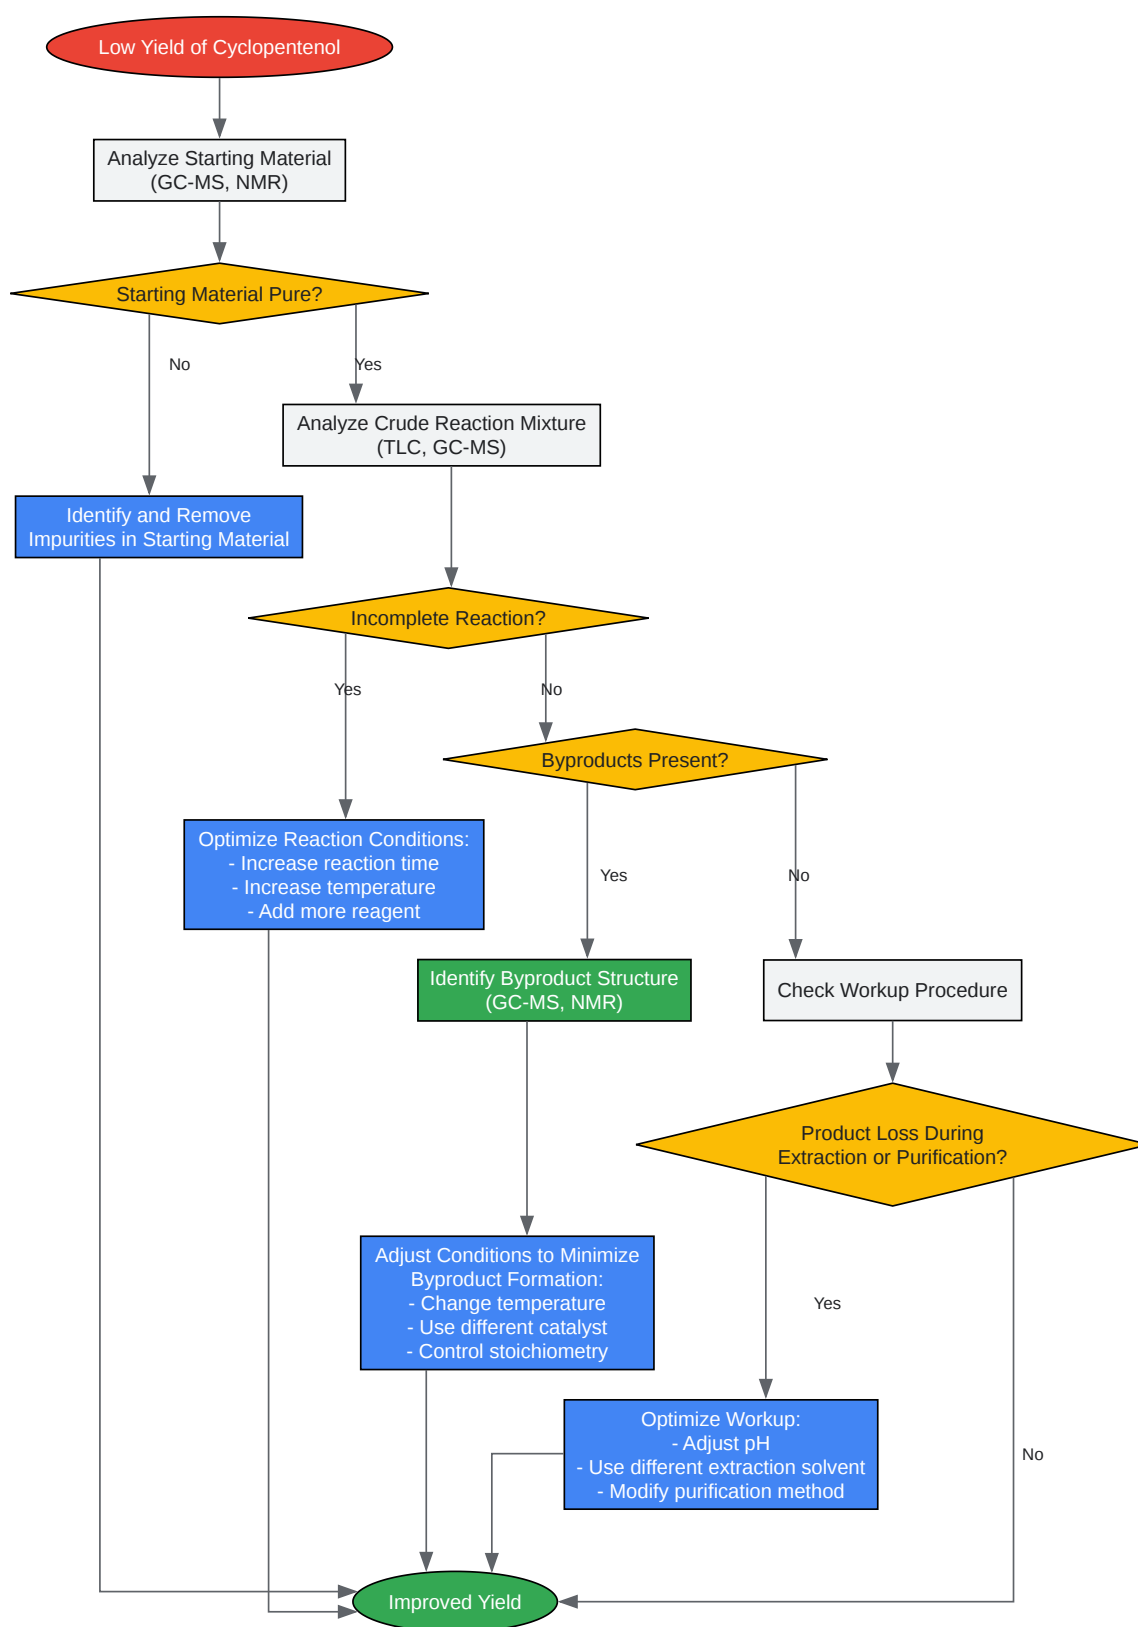 Low Yield of Cyclopentenol
Analyze Starting Material
(GC-MS, NMR)
Starting Material Pure?
No
Yes
Analyze Crude Reaction Mixture
(TLC, GC-MS)
Identify and Remove
Impurities in Starting Material
Incomplete Reaction?
Yes
No
Byproducts Present?
Optimize Reaction Conditions:
- Increase reaction time
- Increase temperature
- Add more reagent
Yes
No
Identify Byproduct Structure
(GC-MS, NMR)
Check Workup Procedure
Product Loss During
Extraction or Purification?
Adjust Conditions to Minimize
Byproduct Formation:
- Change temperature
- Use different catalyst
- Control stoichiometry
Yes
Optimize Workup:
- Adjust pH
- Use different extraction solvent
- Modify purification method
No
Improved Yield